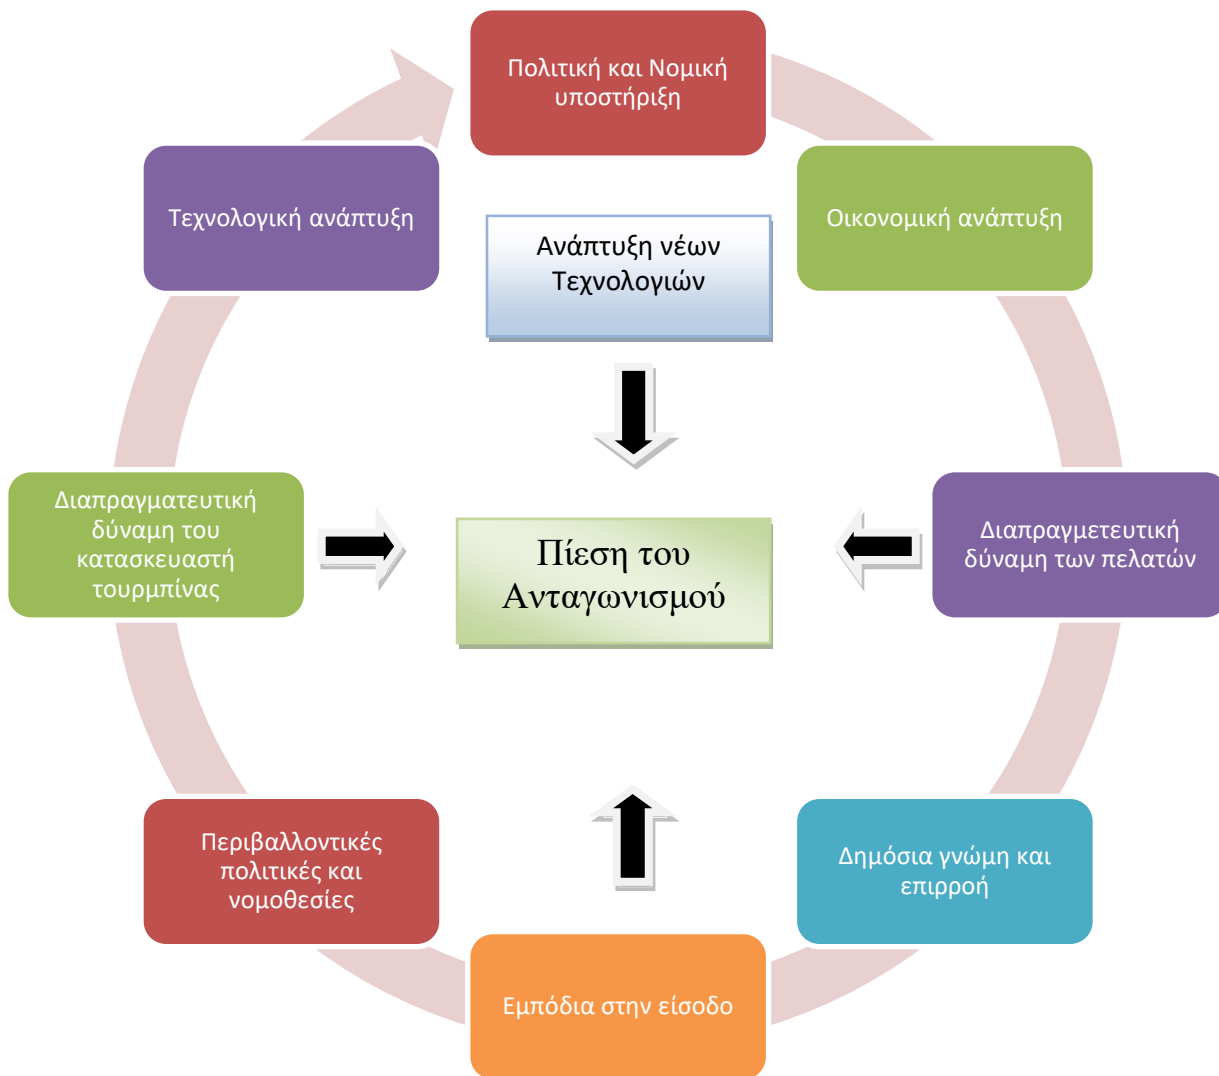 Πολιτική και Νομική
υποστήριξη
Τεχνολογική ανάπτυξη
Οικονομική ανάπτυξη
Ανάπτυξη νέων
Τεχνολογιών
Διαπραγματευτική
δύναμη του
κατασκευαστή
τουρμπίνας
Πίεση του
Ανταγωνισμού
Διαπραγμετευτική
δύναμη των πελατών
Περιβαλλοντικές
πολιτικές και
νομοθεσίες
Δημόσια γνώμη και
επιρροή
Εμπόδια στην είσοδο